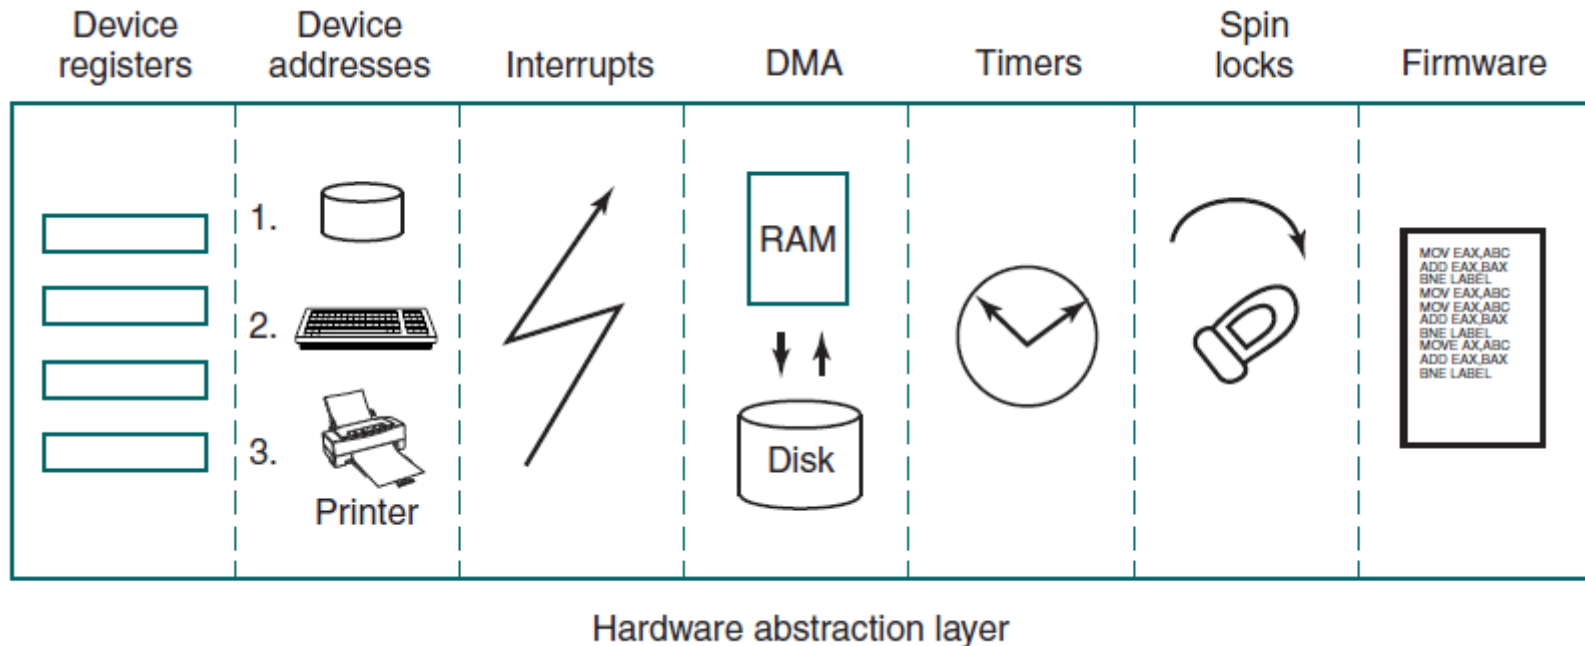 Device
registers
Device
addresses
Interrupts
DMA
Timers
Spin
locks
Firmware
1.
2.
3.
Printer
RAM
Disk
MOV EAX,ABC
ADD EAX,BAX
BNE LABEL
MOV EAX,ABC
MOV EAX,ABC
ADD EAX,BAX
BNE LABEL
MOVE AX,ABC
ADD EAX,BAX
BNE LABEL
Hardware abstraction layer